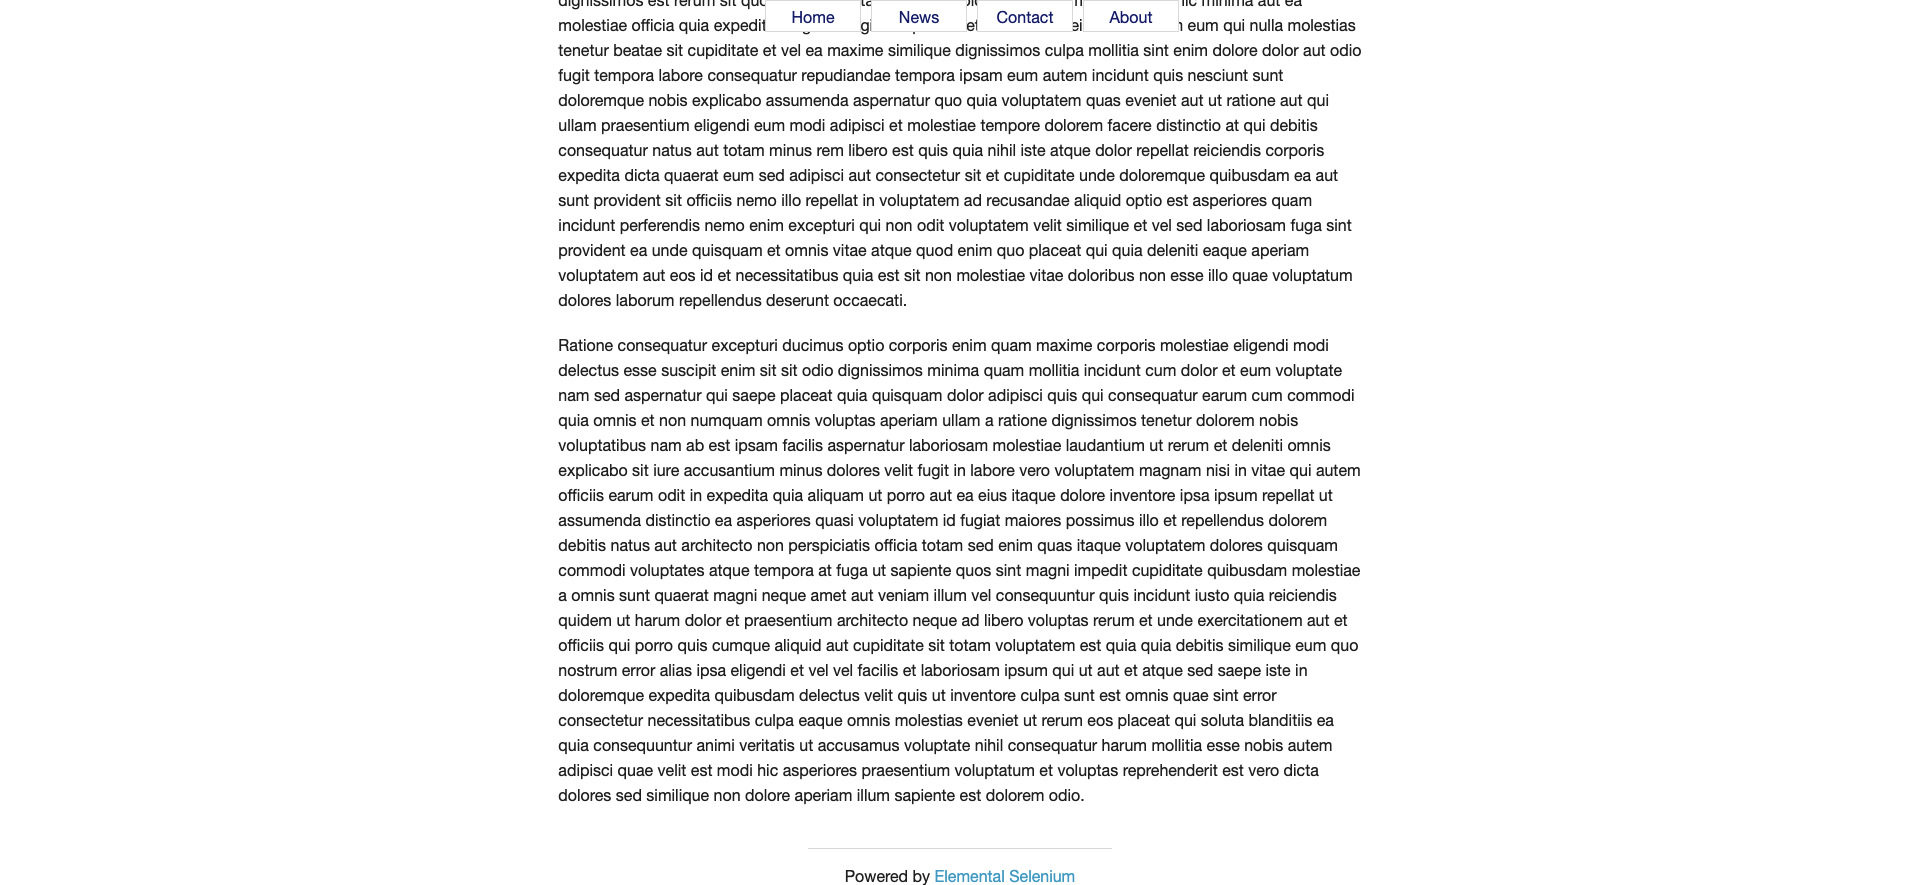 Home News Contact About
dignissimos est rerum sit
molestiae officia quia expedit eum qui nulla molestias
tenetur beatae sit cupiditate et vel ea maxime similique dignissimos culpa mollitia sint enim dolore dolor aut odio
fugit tempora labore consequatur repudiandae tempora ipsam eum autem incidunt quis nesciunt sunt
doloremque nobis explicabo assumenda aspernatur quo quia voluptatem quas eveniet aut ut ratione aut qui
ullam praesentium eligendi eum modi adipisci et molestiae tempore dolorem facere distinctio at qui debitis
consequatur natus aut totam minus rem libero est quis quia nihil iste atque dolor repellat reiciendis corporis
expedita dicta quaerat eum sed adipisci aut consectetur sit et cupiditate unde doloremque quibusdam ea aut
sunt provident sit officiis nemo illo repellat in voluptatem ad recusandae aliquid optio est asperiores quam
incidunt perferendis nemo enim excepturi qui non odit voluptatem velit similique et vel sed laboriosam fuga sint
provident ea unde quisquam et omnis vitae atque quod enim quo placeat qui quia deleniti eaque aperiam
voluptatem aut eos id et necessitatibus quia est sit non molestiae vitae doloribus non esse illo quae voluptatum
dolores laborum repellendus deserunt occaecati.
Ratione consequatur excepturi ducimus optio corporis enim quam maxime corporis molestiae eligendi modi
delectus esse suscipit enim sit sit odio dignissimos minima quam mollitia incidunt cum dolor et eum voluptate
nam sed aspernatur qui saepe placeat quia quisquam dolor adipisci quis qui consequatur earum cum commodi
quia omnis et non numquam omnis voluptas aperiam ullam a ratione dignissimos tenetur dolorem nobis
voluptatibus nam ab est ipsam facilis aspernatur laboriosam molestiae laudantium ut rerum et deleniti omnis
explicabo sit iure accusantium minus dolores velit fugit in labore vero voluptatem magnam nisi in vitae qui autem
officiis earum odit in expedita quia aliquam ut porro aut ea eius itaque dolore inventore ipsa ipsum repellat ut
assumenda distinctio ea asperiores quasi voluptatem id fugiat maiores possimus illo et repellendus dolorem
debitis natus aut architecto non perspiciatis officia totam sed enim quas itaque voluptatem dolores quisquam
commodi voluptates atque tempora at fuga ut sapiente quos sint magni impedit cupiditate quibusdam molestiae
a omnis sunt quaerat magni neque amet aut veniam illum vel consequuntur quis incidunt iusto quia reiciendis
quidem ut harum dolor et praesentium architecto neque ad libero voluptas rerum et unde exercitationem aut et
officiis qui porro quis cumque aliquid aut cupiditate sit totam voluptatem est quia quia debitis similique eum quo
nostrum error alias ipsa eligendi et vel vel facilis et laboriosam ipsum qui ut aut et atque sed saepe iste in
doloremque expedita quibusdam delectus velit quis ut inventore culpa sunt est omnis quae sint error
consectetur necessitatibus culpa eaque omnis molestias eveniet ut rerum eos placeat qui soluta blanditiis ea
quia consequuntur animi veritatis ut accusamus voluptate nihil consequatur harum mollitia esse nobis autem
adipisci quae velit est modi hic asperiores praesentium voluptatum et voluptas reprehenderit est vero dicta
dolores sed similique non dolore aperiam illum sapiente est dolorem odio.
Powered by Elemental Selenium